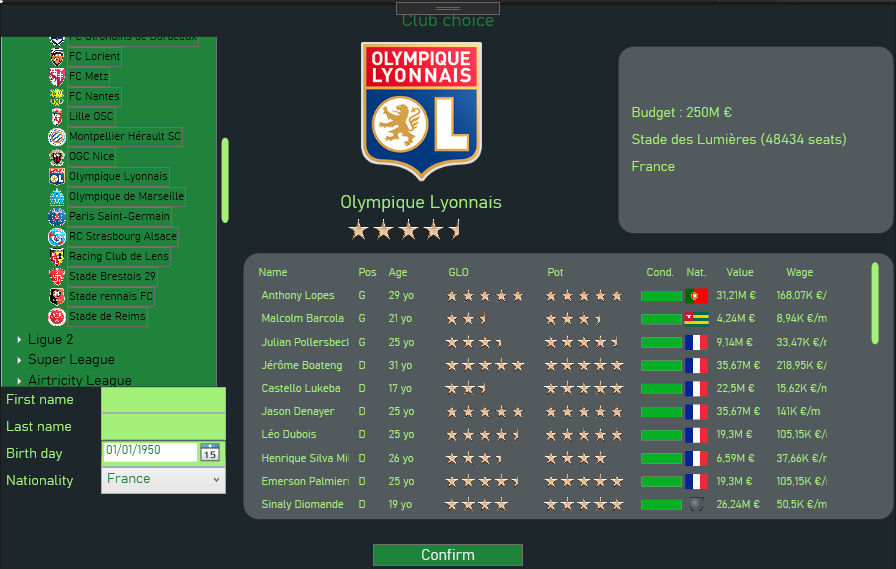 Club choice
FC Girondins de Bordeaux
FC Lorient
FC Metz
FC Nantes
Lille OSC
Montpellier Hérault SC
OGC Nice
Olympique Lyonnais
Olympique de Marseille
Paris Saint-Germain
RC Strasbourg Alsace
Racing Club de Lens
Stade Brestois 29
Stade rennais FC
Stade de Reims
Ligue 2
Super League
Airtricity League
First name
Last name
Birth day 01/01/1950 15
Nationality France
OLYMPIQUE
LYONNAIS
OL
Olympique Lyonnais
Budget : 250M €
Stade des Lumières (48434 seats)
France
Name Pos Age GLO Pot Cond. Nat. Value Wage
Anthony Lopes G 29 yo 31,21M € 168,07K €/
Malcolm Barcola G 21 yo 4,24M € 8,94K €/m
Julian Pollersbeck G 25 yo 9,14M € 33,47K €/r
Jérôme Boateng D 31 yo 35,67M € 218,95K €/
Castello Lukeba D 17 yo 22,5M € 15,62K €/m
Jason Denayer D 25 yo 35,67M € 141K €/m
Léo Dubois D 25 yo 19,3M € 105,15K €/
Henrique Silva Mil D 26 yo 6,59M € 37,66K €/r
Emerson Palmieri D 25 yo 19,3M € 105,15K €/
Sinaly Diomande D 19 yo 26,24M € 50,5K €/m
Confirm